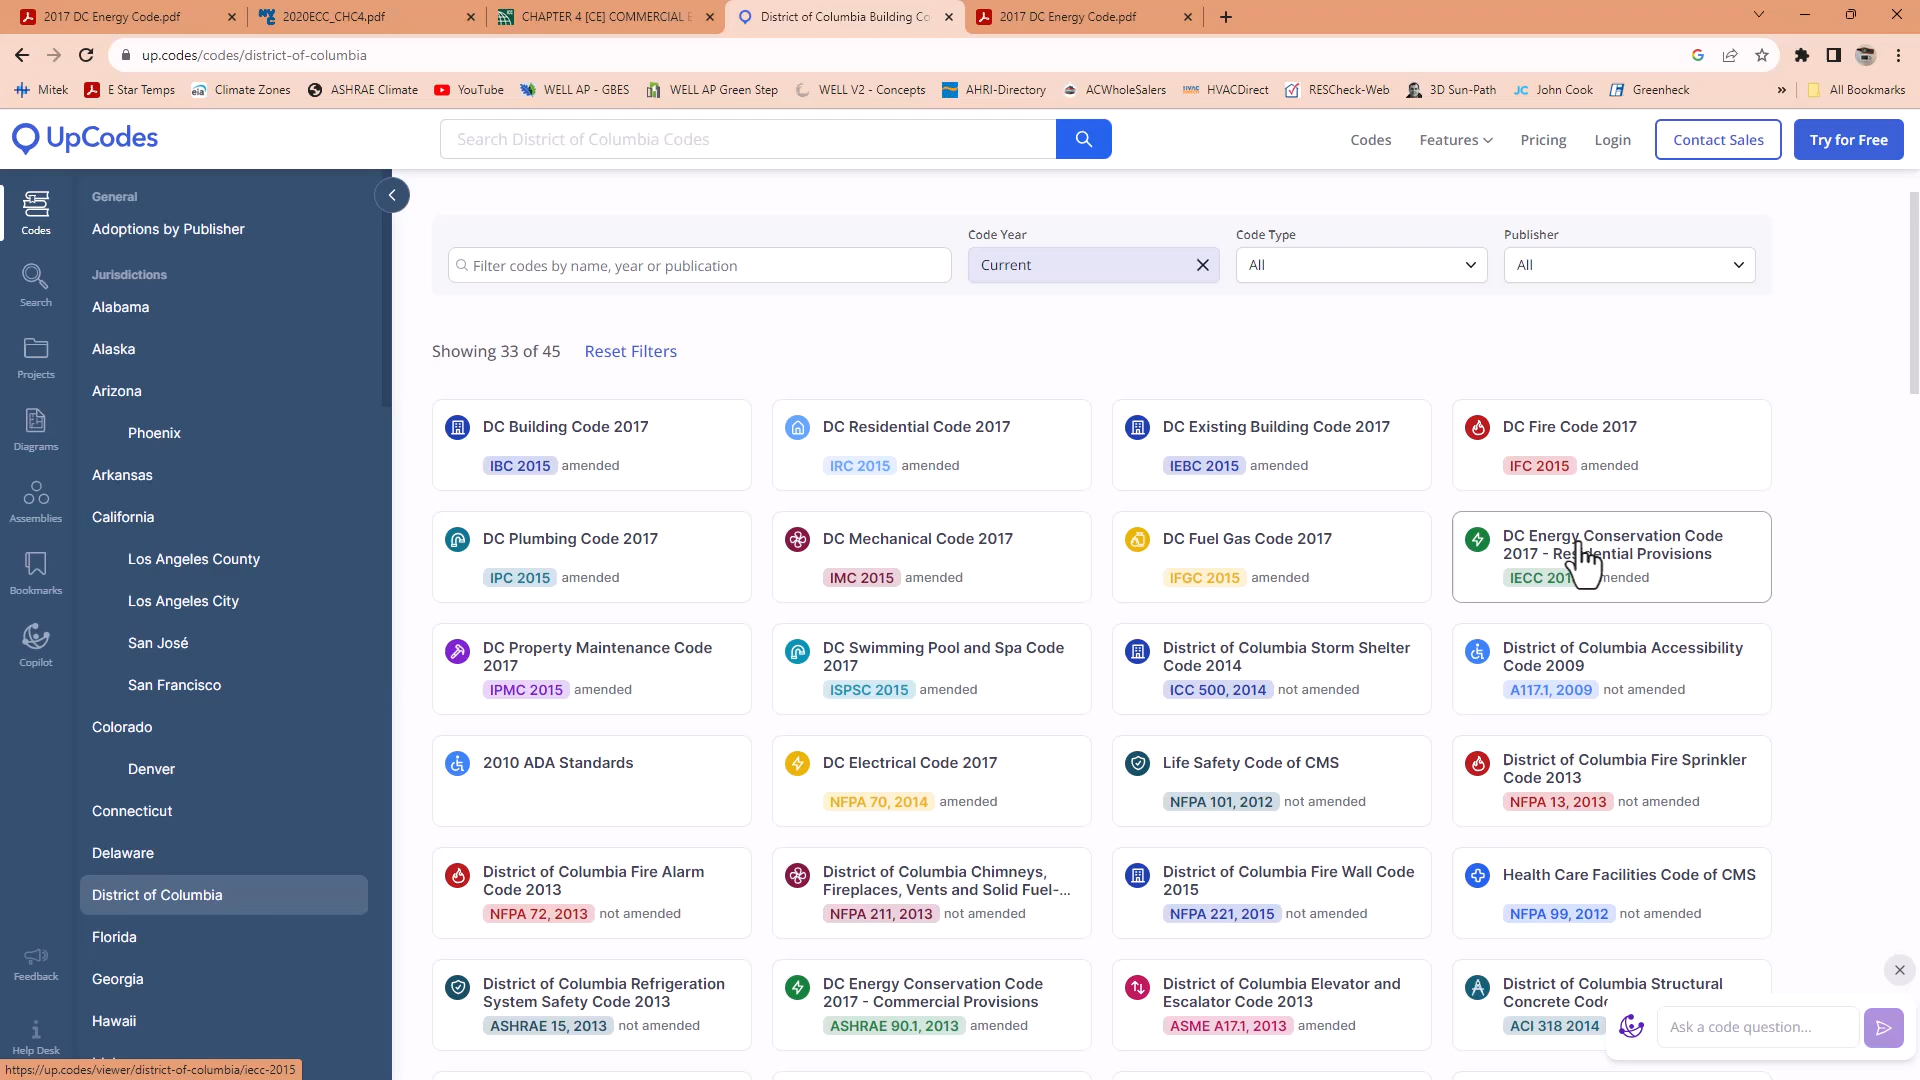 2017 DC Energy Code.pdf
2020ECC_CHC4.pdf
CHAPTER 4 [CE] COMMERCIAL E
District of Columbia Building Co
2017 DC Energy Code.pdf
up.codes/codes/district-of-columbia
Mitek
E Star Temps
Climate Zones
ASHRAE Climate
YouTube
WELL AP - GBES
WELL AP Green Step
WELL V2 - Concepts
AHRI-Directory
ACWholeSalers
HVACDirect
RESCheck-Web
3D Sun-Path
John Cook
Greenheck
All Bookmarks
UpCodes
Search District of Columbia Codes
Codes
Features
Pricing
Login
Contact Sales
Try for Free
Codes
Search
Projects
Diagrams
Assemblies
Bookmarks
Copilot
Feedback
Help Desk
General
Adoptions by Publisher
Jurisdictions
Alabama
Alaska
Arizona
Phoenix
Arkansas
California
Los Angeles County
Los Angeles City
San José
San Francisco
Colorado
Denver
Connecticut
Delaware
District of Columbia
Florida
Georgia
Hawaii
Filter codes by name, year or publication
Code Year
Current
Code Type
All
Publisher
All
Showing 33 of 45 Reset Filters
DC Building Code 2017
IBC 2015 amended
DC Residential Code 2017
IRC 2015 amended
DC Existing Building Code 2017
IEBC 2015 amended
DC Fire Code 2017
IFC 2015 amended
DC Plumbing Code 2017
IPC 2015 amended
DC Mechanical Code 2017
IMC 2015 amended
DC Fuel Gas Code 2017
IFGC 2015 amended
DC Energy Conservation Code
2017 - Residential Provisions
IECC
DC Property Maintenance Code
2017
IPMC 2015 amended
DC Swimming Pool and Spa Code
2017
ISPSC 2015 amended
District of Columbia Storm Shelter
Code 2014
ICC 500, 2014 not amended
District of Columbia Accessibility
Code 2009
A117.1, 2009 not amended
2010 ADA Standards
DC Electrical Code 2017
NFPA 70, 2014 amended
Life Safety Code of CMS
NFPA 101, 2012 not amended
District of Columbia Fire Sprinkler
Code 2013
NFPA 13, 2013 not amended
District of Columbia Fire Alarm
Code 2013
NFPA 72, 2013 not amended
District of Columbia Chimneys,
Fireplaces, Vents and Solid Fuel-...
NFPA 211, 2013 not amended
District of Columbia Fire Wall Code
2015
NFPA 221, 2015 not amended
Health Care Facilities Code of CMS
NFPA 99, 2012 not amended
District of Columbia Refrigeration
System Safety Code 2013
ASHRAE 15, 2013 not amended
DC Energy Conservation Code
2017 - Commercial Provisions
ASHRAE 90.1, 2013 amended
District of Columbia Elevator and
Escalator Code 2013
ASME A17.1, 2013 amended
District of Columbia Structural
Concrete Code
ACI 318 2014
Ask a code question...
https://up.codes/viewer/district-of-columbia/iecc-2015